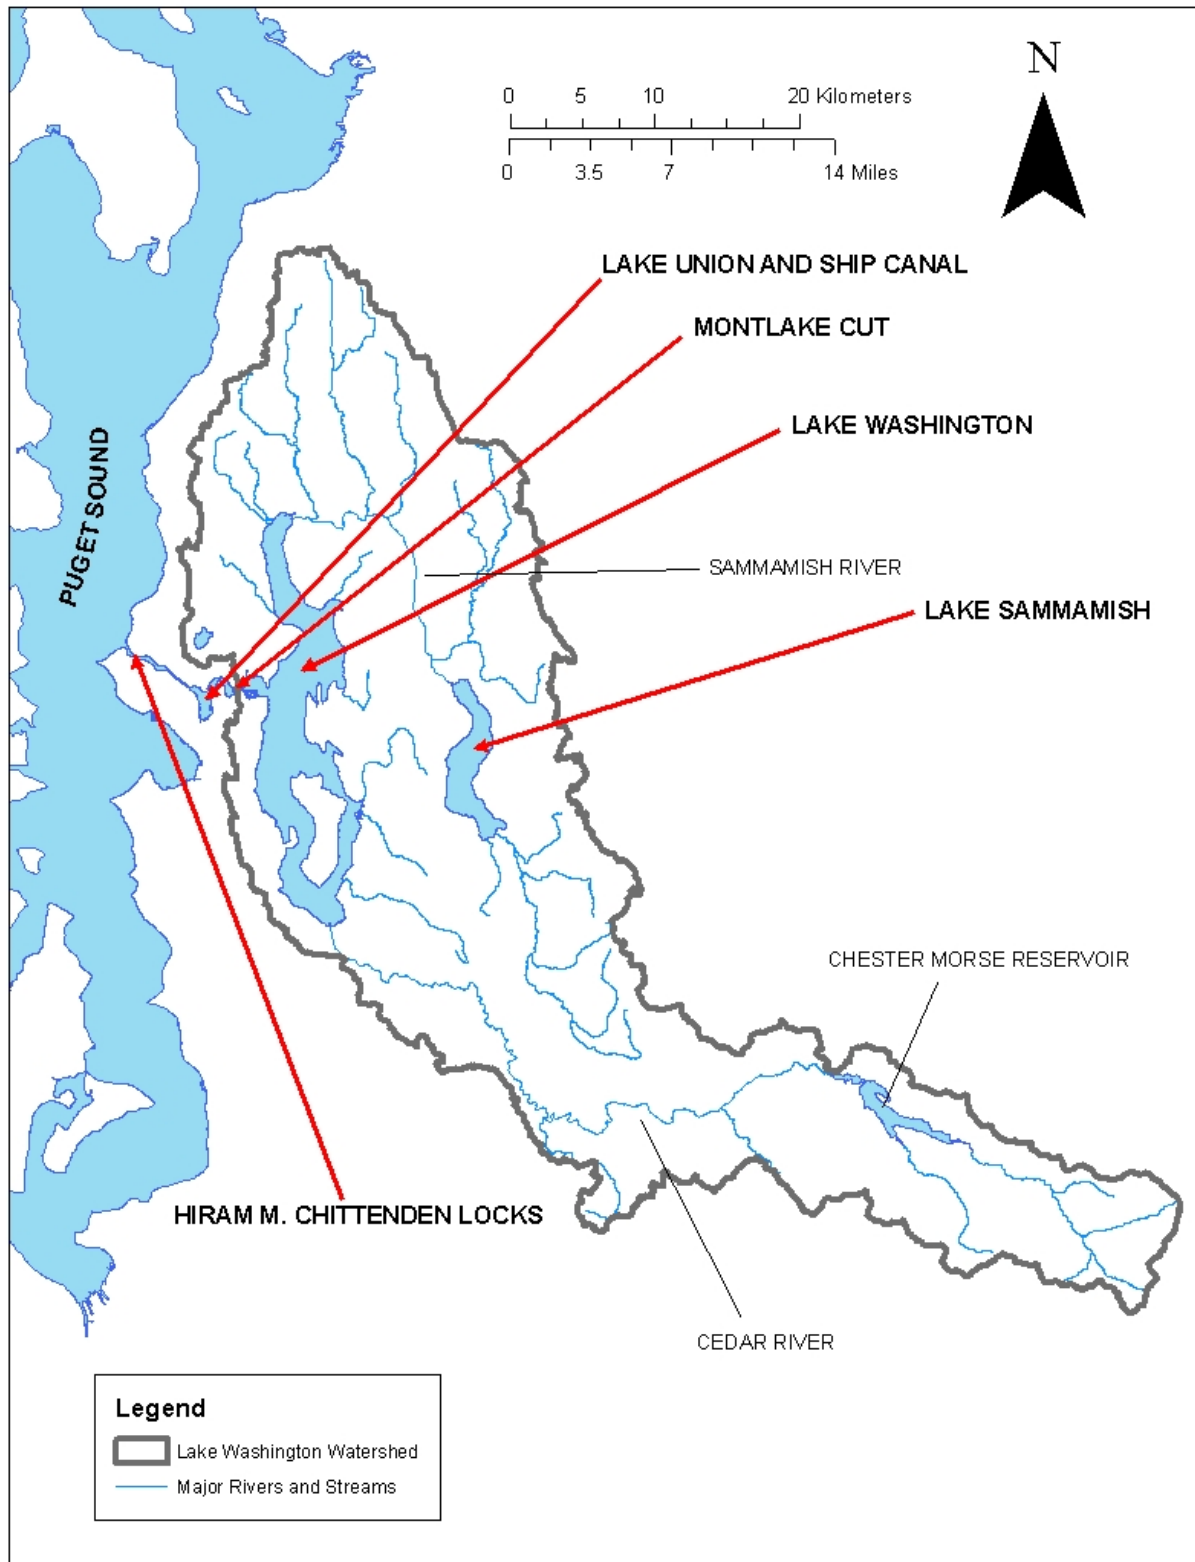 N
0 5 10 20 Kilometers
0 3.5 7 14 Miles
LAKE UNION AND SHIP CANAL
MONTLAKE CUT
LAKE WASHINGTON
PUGET SOUND
SAMMAMISH RIVER
LAKE SAMMAMISH
CHESTER MORSE RESERVOIR
HIRAM M. CHITTENDEN LOCKS
CEDAR RIVER
Legend
Lake Washington Watershed
Major Rivers and Streams